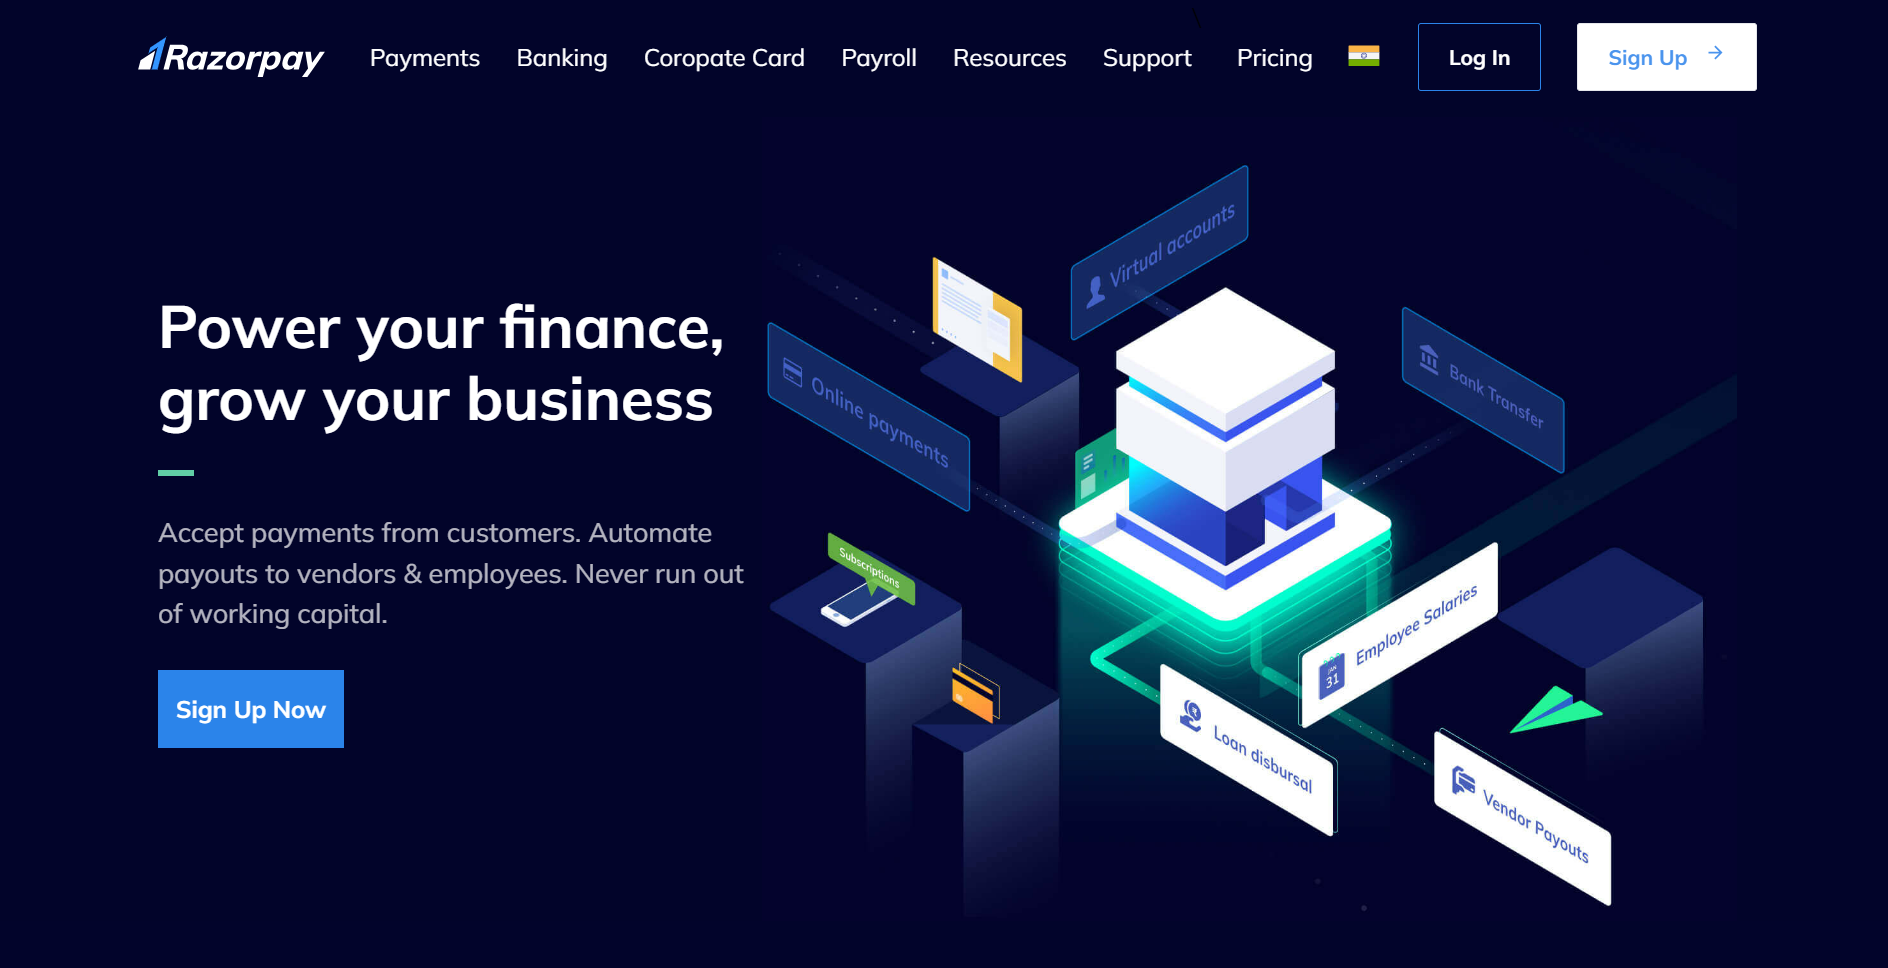 Razorpay Payments Banking Coropate Card Payroll Resources Support Pricing Log In Sign Up
Virtual accounts
Power your finance,
grow your business
Online payments
Bank Transfer
Accept payments from customers. Automate
payouts to vendors & employees. Never run out
of working capital.
Sign Up Now
Subscriptions
Employee Salaries
JAN
31
Loan disbursal
Vendor Payouts